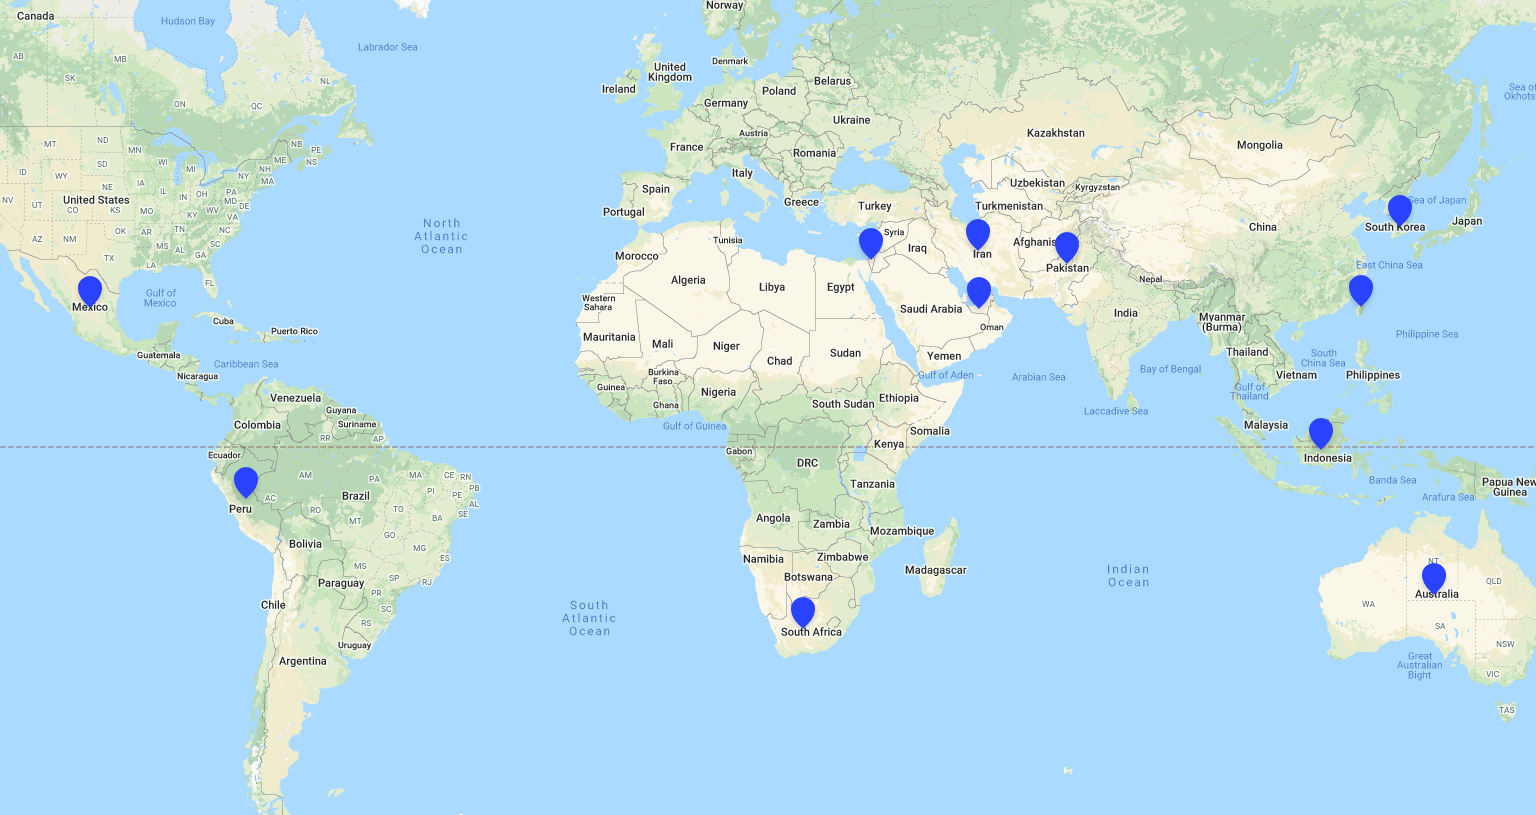 Canada
Hudson Bay
Labrador Sea
Norway
AB
SK
MB
ON
QC
NL
United
Kingdom
Ireland
Denmark
Belarus
Poland
Germany
Ukraine
Austria
France
Romania
Italy
Spain
Portugal
Greece
Turkey
Kazakhstan
Mongolia
Uzbekistan
Kyrgyzstan
Turkmenistan
Sea of
Okhots
MT
ND
MN
NB
PE
NS
ME
ID
WY
SD
WI
MI
NY
NH
MA
NV
UT
United States
CO
NE
IA
IL
IN
OH
PA
MD
DE
KS
MO
KY
WV
VA
AZ
NM
OK
AR
TN
NC
TX
MS
AL
SC
GA
LA
FL
North
Atlantic
Ocean
Mexico
Gulf of
Mexico
Cuba
Puerto Rico
Guatemala
Caribbean Sea
Nicaragua
Tunisia
Morocco
Algeria
Libya
Egypt
Western
Sahara
Mauritania
Mali
Niger
Chad
Sudan
Syria
Iraq
Iran
Afghanis
Pakistan
Saudi Arabia
Oman
Yemen
Gulf of Aden
Arabian Sea
China
Nepal
India
Myanmar
(Burma)
Thailand
Vietnam
Bay of Bengal
Laccadive Sea
Gulf of
Thailand
South
China Sea
Philippines
Philippine Sea
East China Sea
South Korea
Sea of Japan
Japan
Guinea
Burkina
Faso
Ghana
Nigeria
South Sudan
Ethiopia
Somalia
Gulf of Guinea
Gabon
DRC
Kenya
Tanzania
Angola
Zambia
Mozambique
Namibia
Zimbabwe
Botswana
Madagascar
South Africa
Venezuela
Guyana
Suriname
Colombia
RR
AP
Ecuador
AM
PA
MA
CE
RN
PB
PE
AL
SE
PI
Peru
AC
Brazil
RO
TO
BA
MT
GO
MG
ES
Bolivia
MS
SP
RJ
Paraguay
PR
SC
RS
Chile
Uruguay
Argentina
South
Atlantic
Ocean
Indian
Ocean
Malaysia
Indonesia
Banda Sea
Arafura Sea
Papua New
Guinea
NT
QLD
WA
Australia
SA
NSW
VIC
TAS
Great
Australian
Bight